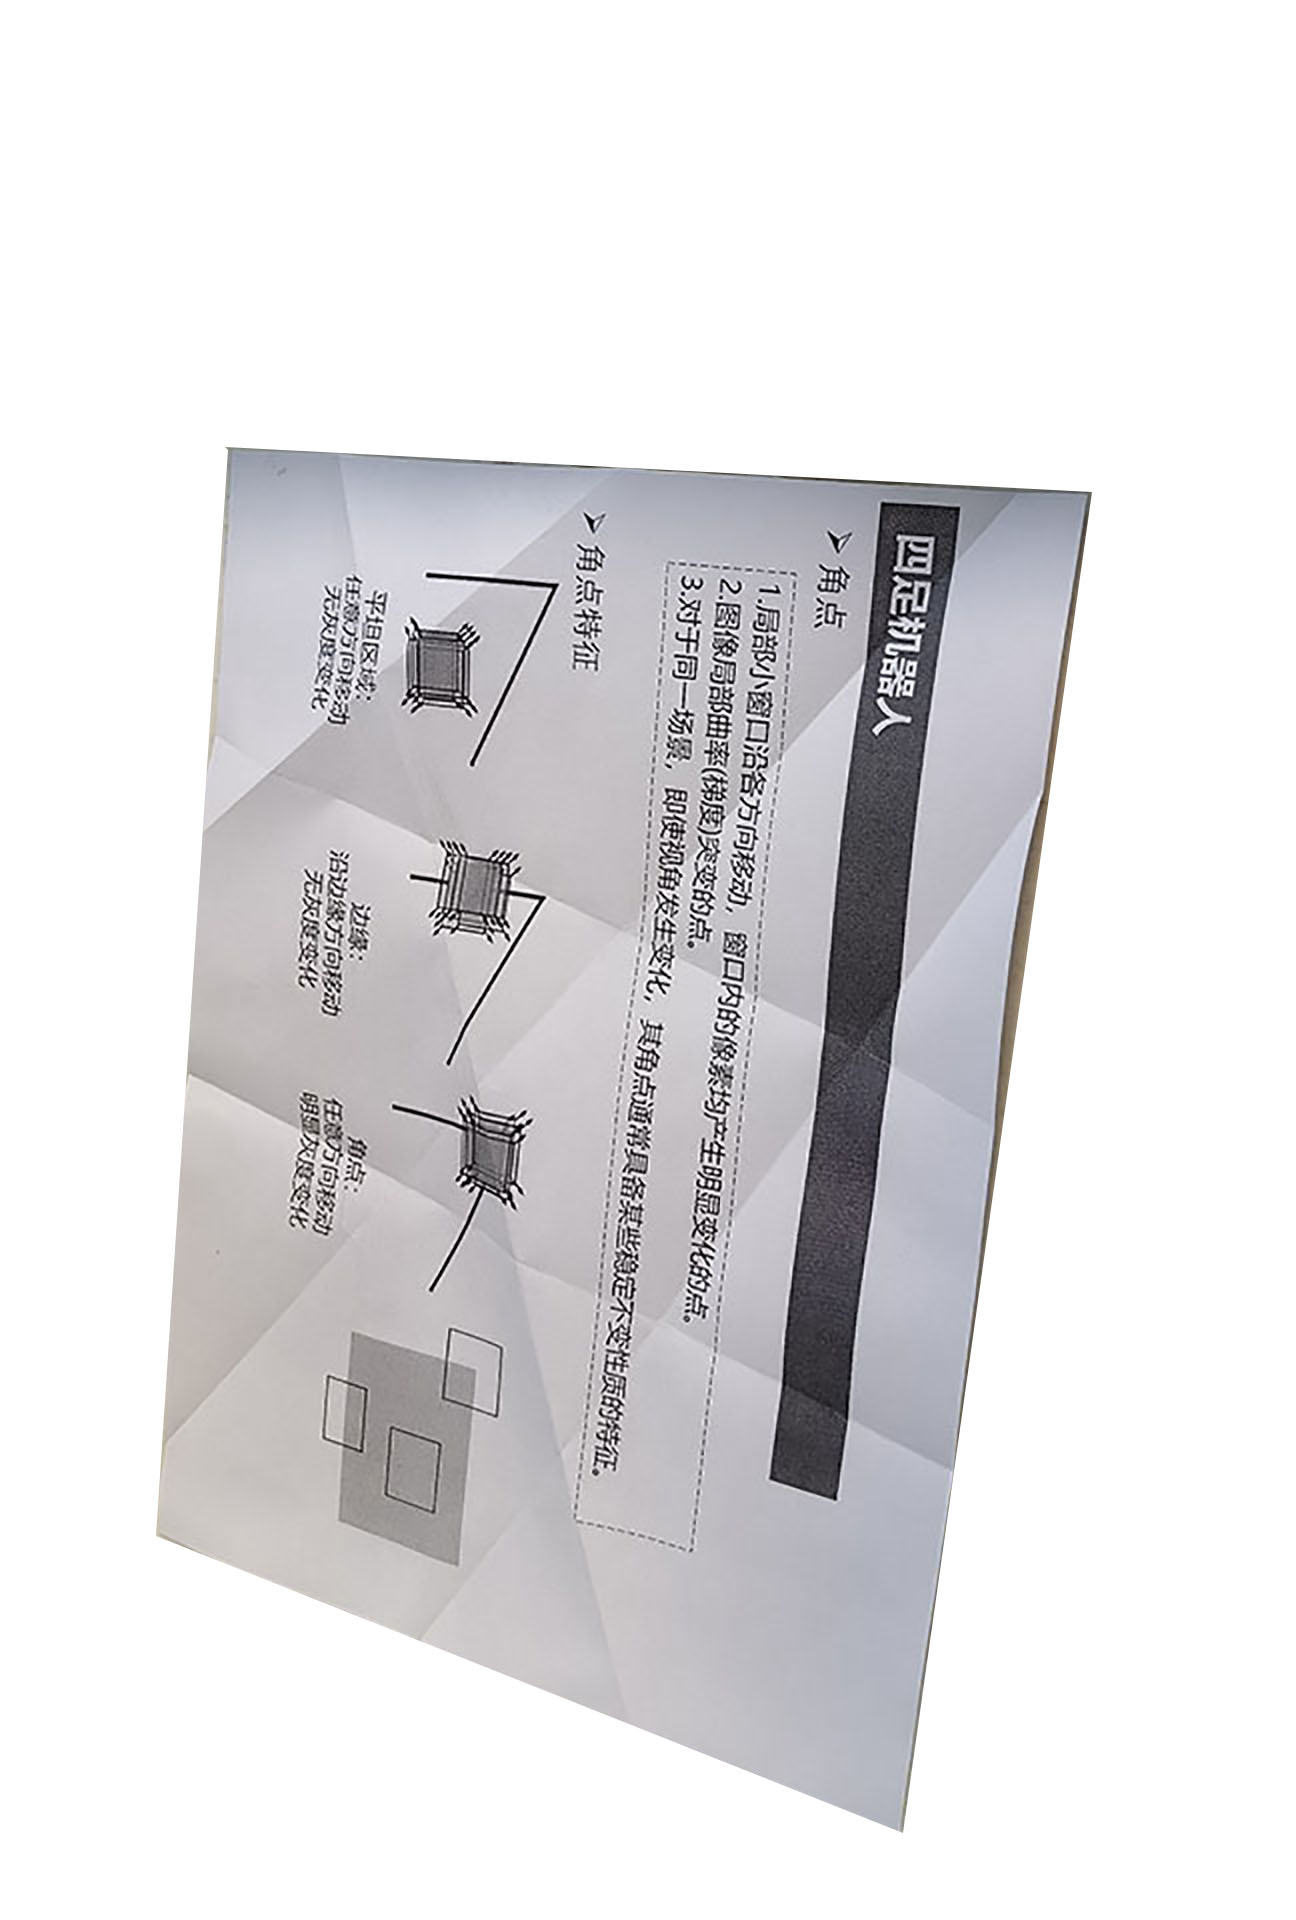 四足机器人
➢ 角点
1.局部小窗口沿各方向移动，窗口内的像素均产生明显变化的点。
2.图像局部曲率(梯度)突变的点。
3.对于同一场景，即使视角发生变化，其角点通常具备某些稳定不变性质的特征。
➢ 角点特征
平坦区域：
任意方向移动
无灰度变化
边缘：
沿边缘方向移动
无灰度变化
角点：
任意方向移动
明显灰度变化